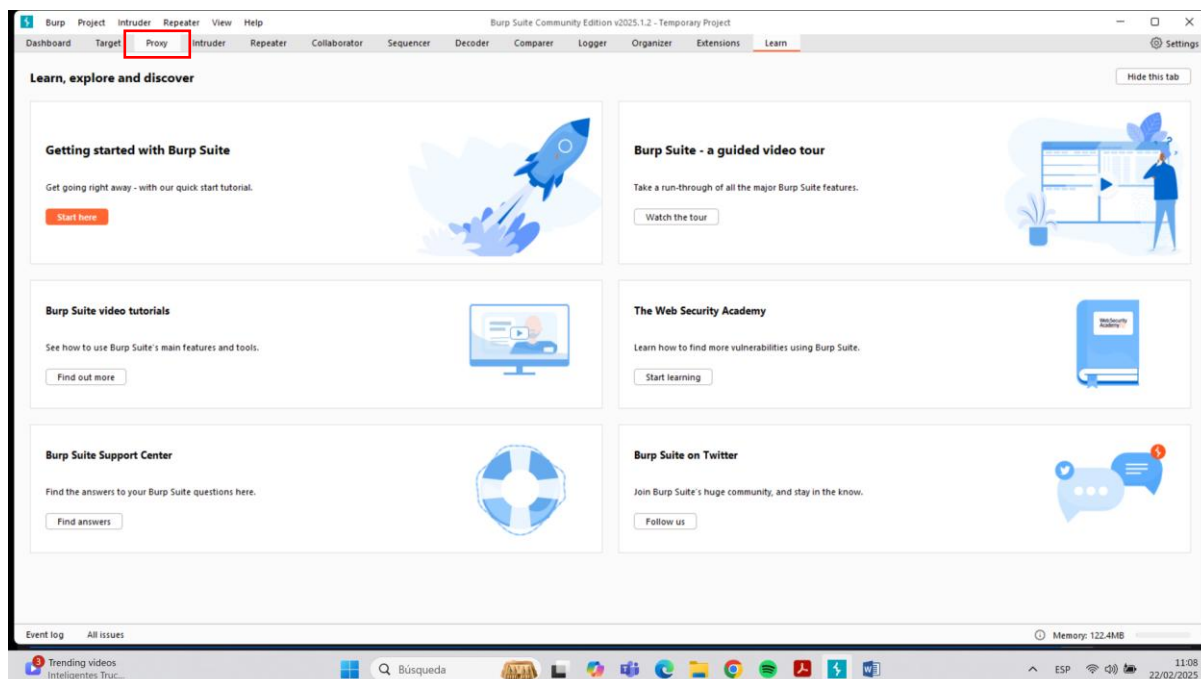 Burp Project Intruder Repeater View Help Burp Suite Community Edition v2025.1.2 - Temporary Project
Dashboard Target Proxy Intruder Repeater Collaborator Sequencer Decoder Comparer Logger Organizer Extensions Learn Settings
Learn, explore and discover Hide this tab
Getting started with Burp Suite
Get going right away - with our quick start tutorial.
Start here
Burp Suite - a guided video tour
Take a run-through of all the major Burp Suite features.
Watch the tour
Burp Suite video tutorials
See how to use Burp Suite's main features and tools.
Find out more
The Web Security Academy
Learn how to find more vulnerabilities using Burp Suite.
Start learning
WebSecurity
Academy
Burp Suite Support Center
Find the answers to your Burp Suite questions here.
Find answers
Burp Suite on Twitter
Join Burp Suite's huge community, and stay in the know.
Follow us
Event log All issues Memory: 122.4MB
3 Trending videos
Inteligentes Truc...
Búsqueda
ESP
11:08
22/02/2025